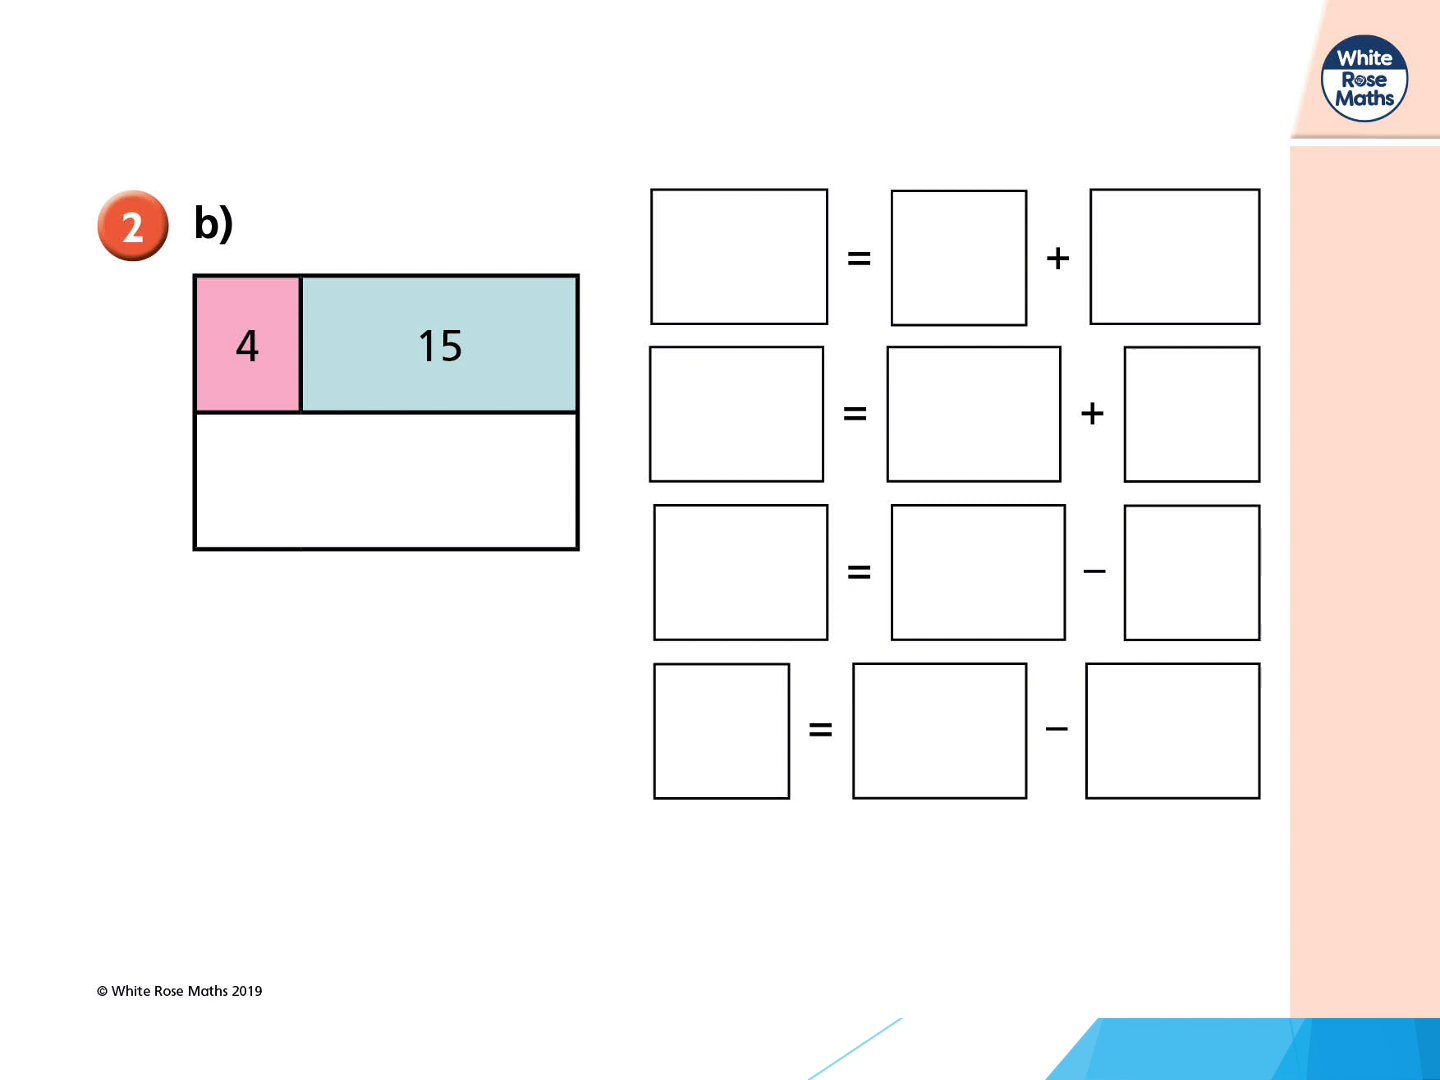 White
Rose
Maths
2 b)
4 15
= +
= +
= −
= −
© White Rose Maths 2019